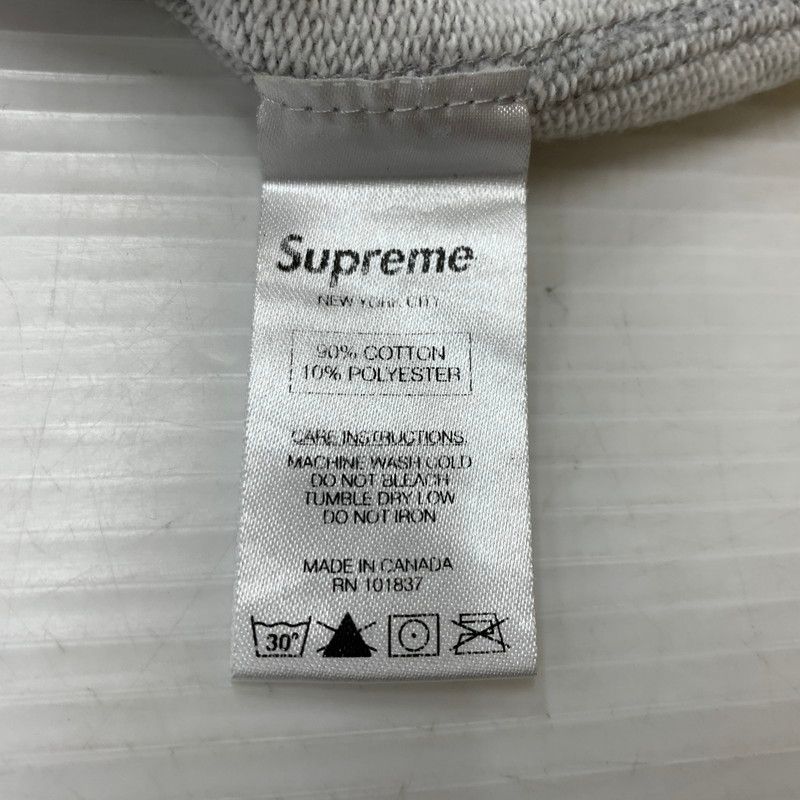 Supreme
NEW YORK CITY
90% COTTON
10% POLYESTER
CARE INSTRUCTIONS:
MACHINE WASH COLD
DO NOT BLEACH
TUMBLE DRY LOW
DO NOT IRON
MADE IN CANADA
RN 101837
30°